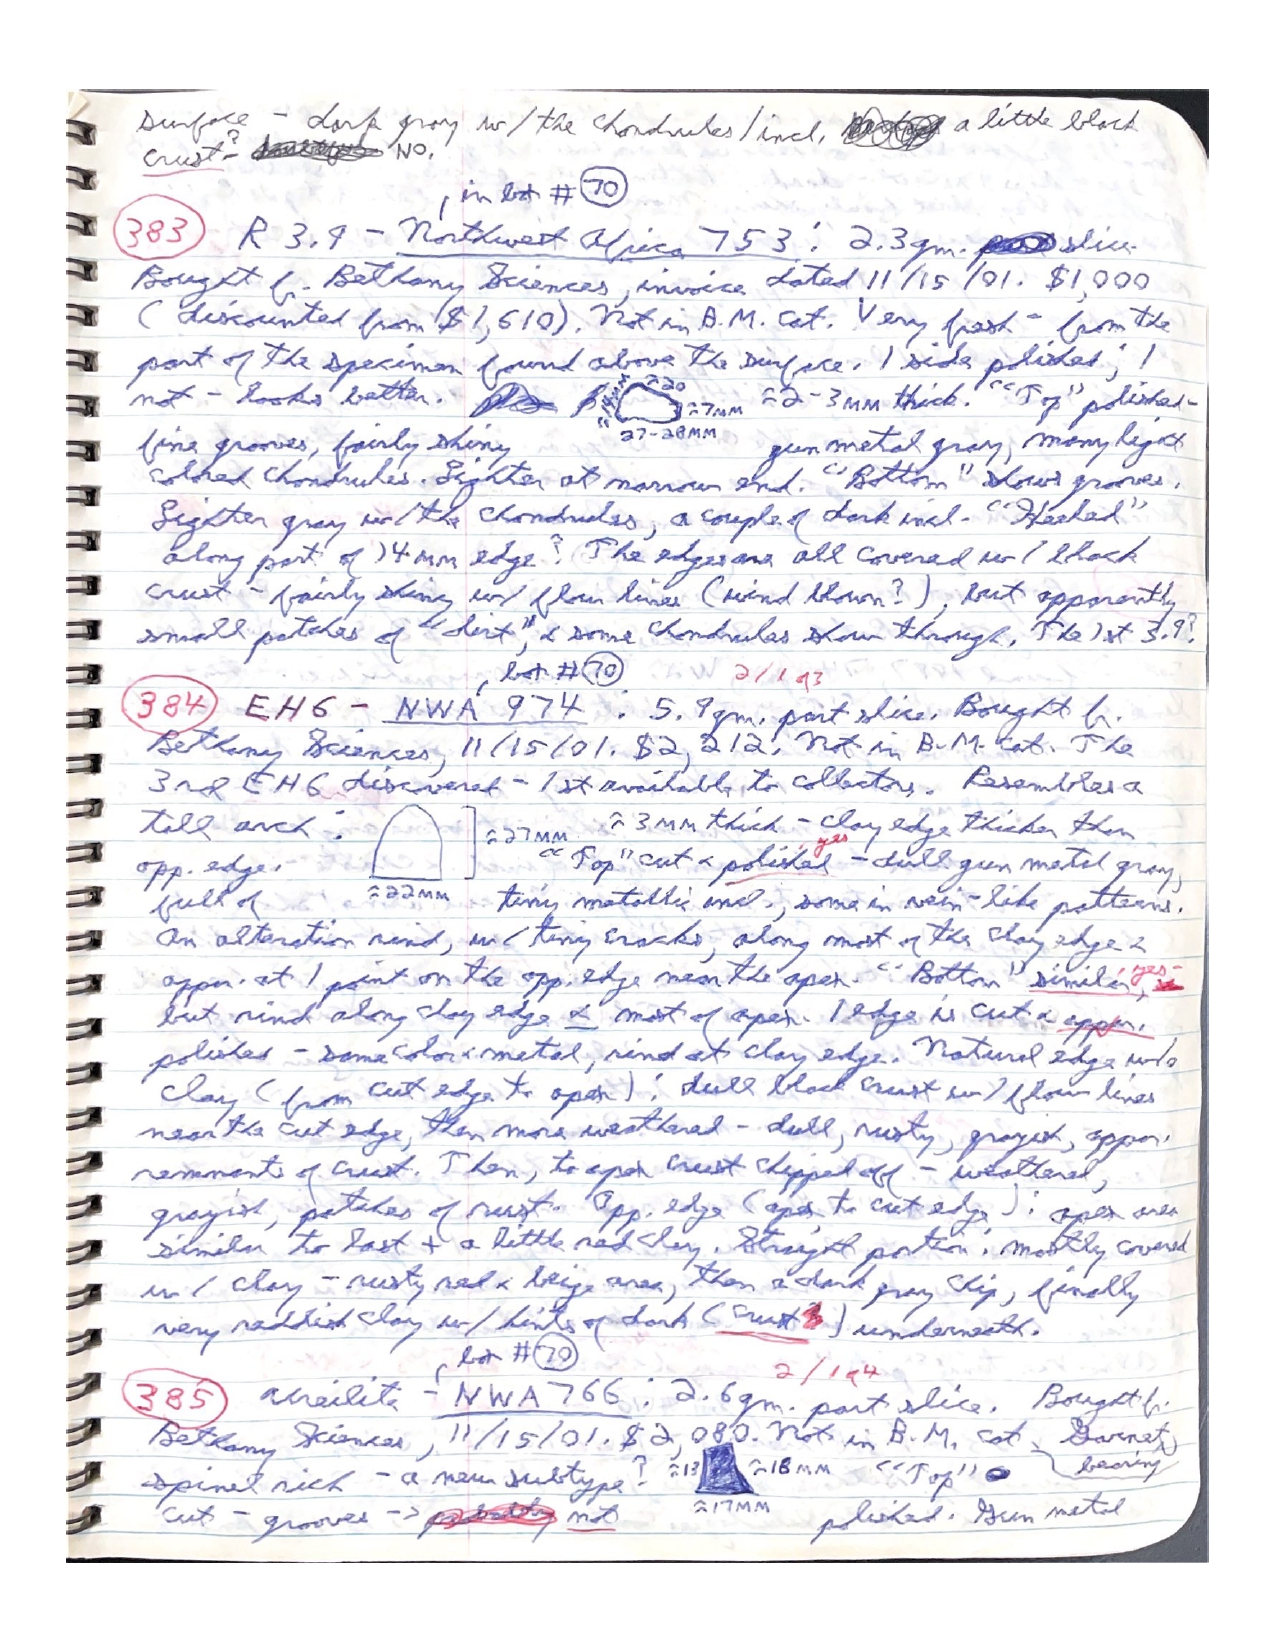 surface - dark gray w/ the chondrules/incl. a little black
crust-? NO.
, in lot # 70
383 R 3.9 - Northwest Africa 753 : 2.3gm. slice.
Bought fr. Bethany Sciences, invoice dated 11/15/01. $1,000
(discounted from $1,610). Not in B.M. Cat. Very fresh - from the
part of the specimen found above the surface. 1 side polished; 1
not - looks better. ≈20 ≈7MM ≈2-3MM thick. "Top" polished-
27-28MM
fine grooves, fairly shiny gun metal gray, many light
colored chondrules. Lighter at narrow end. "Bottom" shows grooves.
Lighter gray w/ the chondrules, a couple of dark incl.
along part of 14mm edge? The edges are all covered w/ black
crust - fairly shiny w/ flow lines (wind blown?), but apparently
small patches of "dirt", & some chondrules show through. The 1st 3.9?
, lot # 70 2/1 of 3
384 EH6 - NWA 974 : 5.9gm. part slice. Bought fr.
Bethany Sciences, 11/15/01. $2,212. Not in B.M. Cat. The
3rd EH6 discovered - 1st available to collectors. Resembles a
tall arch: ≈27MM ≈3MM thick - clay edge thicker than
opp. edge. "Top" cut & polished yes - dull gun metal gray,
≈22MM
full of tiny metallic incl., some in vein-like patterns.
An alteration rind, w/ tiny cracks, along most of the clay edge &
appar. at 1 point on the opp. edge near the apex. "Bottom" similar, yes-
but rind along clay edge & most of apex. 1 edge is cut & appar.
polished - same color & metal, rind at clay edge. Natural edge w/o
clay (from cut edge to apex): dull black crust w/ flow lines
near the cut edge, then more weathered - dull, rusty, grayish, appar.
remnants of crust. Then, to apex crust chipped off - weathered,
grayish, patches of rust. Opp. edge (apex to cut edge): apex area
similar to last + a little red clay. Straight portion: mostly covered
w/ clay - rusty red & beige area, then a dark gray chip, finally
very reddish clay w/ hints of dark (crust) underneath.
, lot # 70 2/1 of 4
385 ureilite - NWA 766 : 2.6gm. part slice. Bought fr.
Bethany Sciences, 11/15/01. $2,080. Not in B.M. Cat. Garnet
bearing
spinel rich - a new subtype? ≈13 ≈18MM "Top"
≈17MM
cut - grooves -> not polished. Gun metal